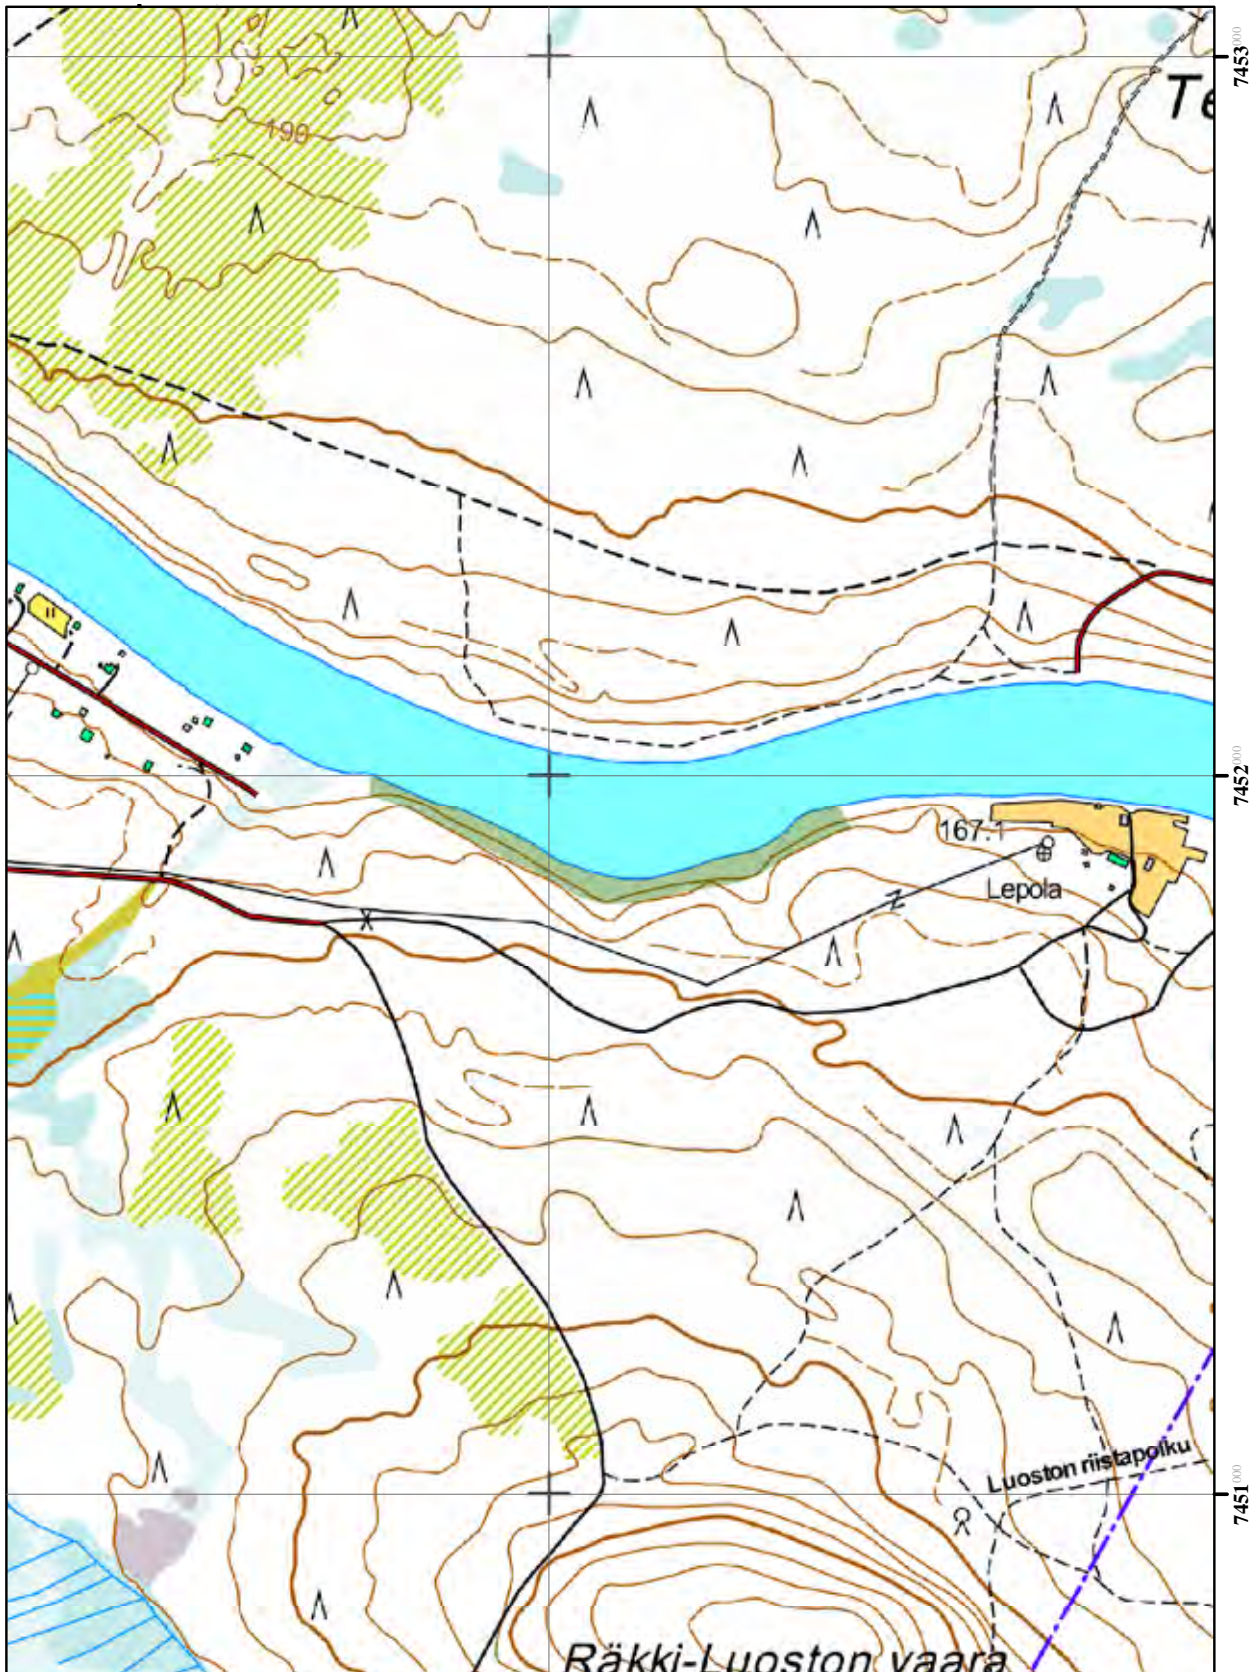 7453000
Te
190
7452000
167.1
Lepola
Luoston riistapolku
7451000
Räkki-Luoston vaara